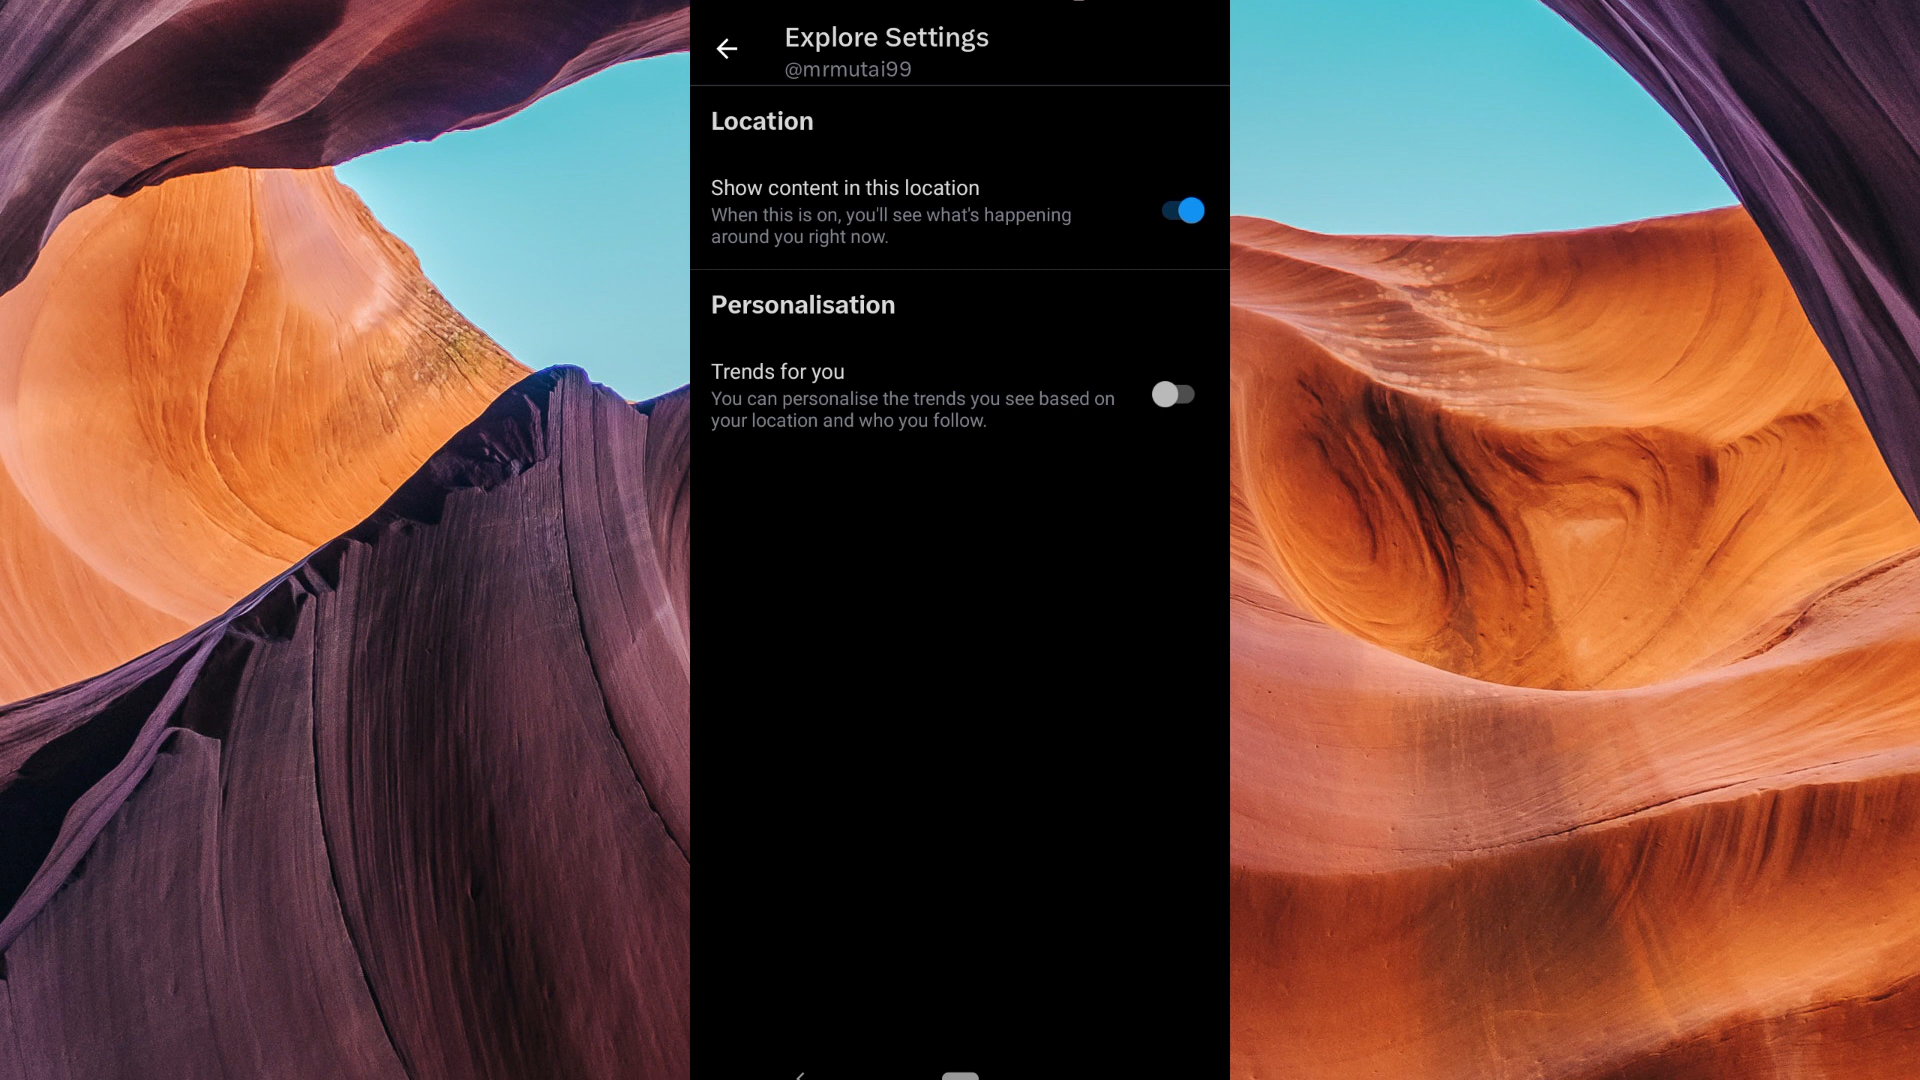 Explore Settings
@mrmutai99
Location
Show content in this location
When this is on, you'll see what's happening
around you right now.
Personalisation
Trends for you
You can personalise the trends you see based on
your location and who you follow.